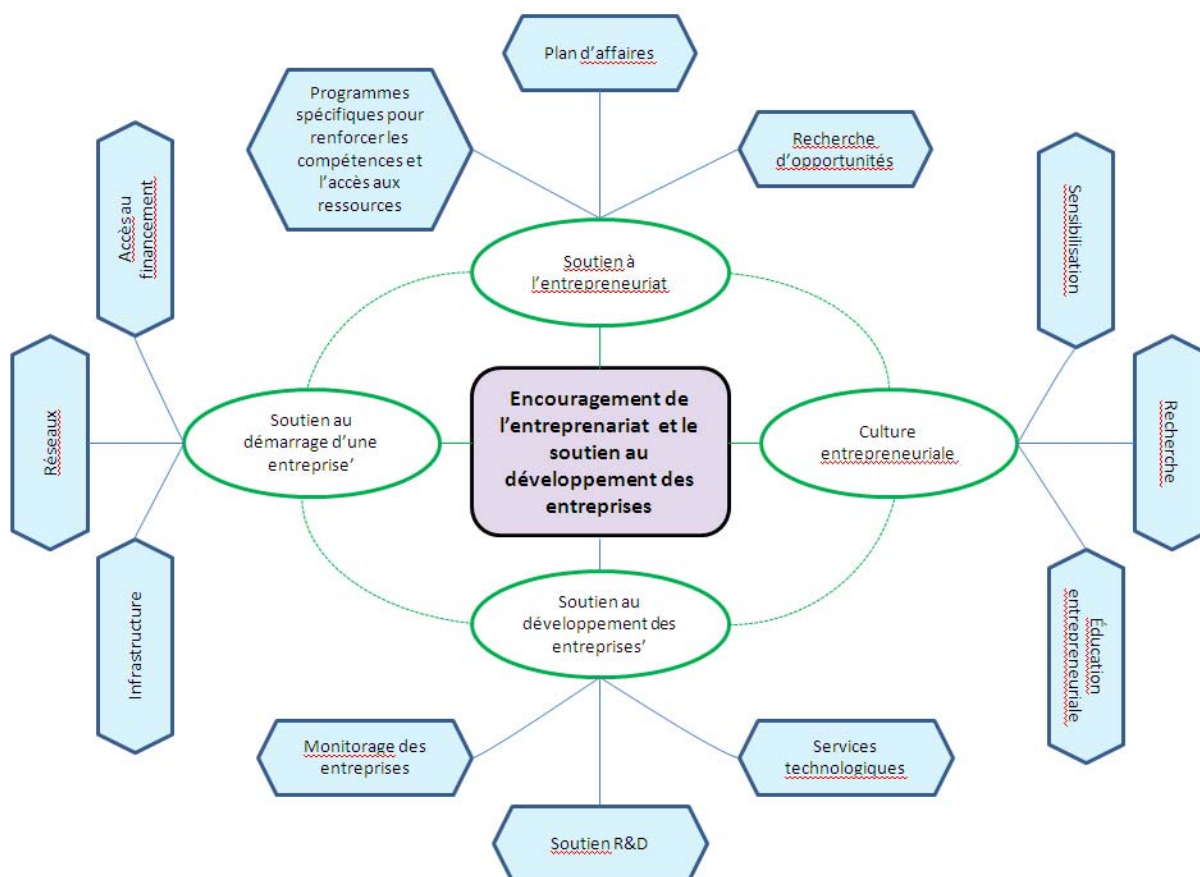 Plan d’affaires
Programmes
spécifiques pour
renforcer les
compétences et
l’accès aux
ressources
Recherche
d’opportunités
Accès au
financement
Sensibilisation
Soutien à
l’entrepreneuriat
Réseaux
Soutien au
démarrage d’une
entreprise’
Encouragement de
l’entreprenariat et le
soutien au
développement des
entreprises
Culture
entrepreneuriale
Recherche
Infrastructure
Soutien au
développement des
entreprises’
Éducation
entrepreneuriale
Monitorage des
entreprises
Services
technologiques
Soutien R&D